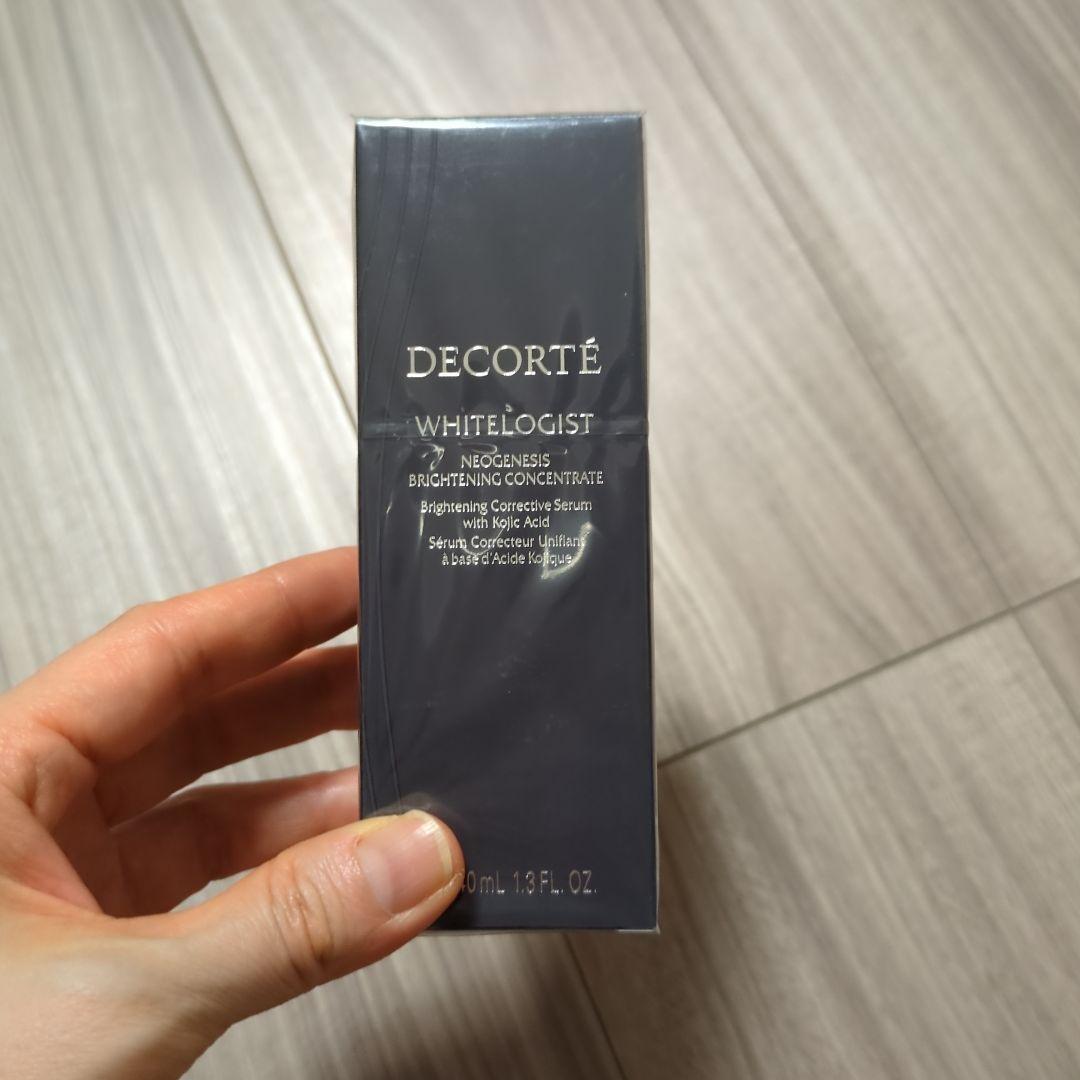 DECORTÉ
WHITELOGIST
NEOGENESIS
BRIGHTENING CONCENTRATE
Brightening Corrective Serum
with Kojic Acid
Sérum Correcteur Unifiant
à base d'Acide Kojique
mL 1.3 FL. OZ.